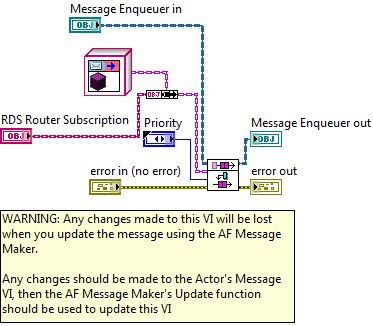 Message Enqueuer in
OBJ
OBJ
RDS Router Subscription
OBJ
Priority
Message Enqueuer out
OBJ
error in (no error)
error out
WARNING: Any changes made to this VI will be lost
when you update the message using the AF Message
Maker.
Any changes should be made to the Actor's Message
VI, then the AF Message Maker's Update function
should be used to update this VI